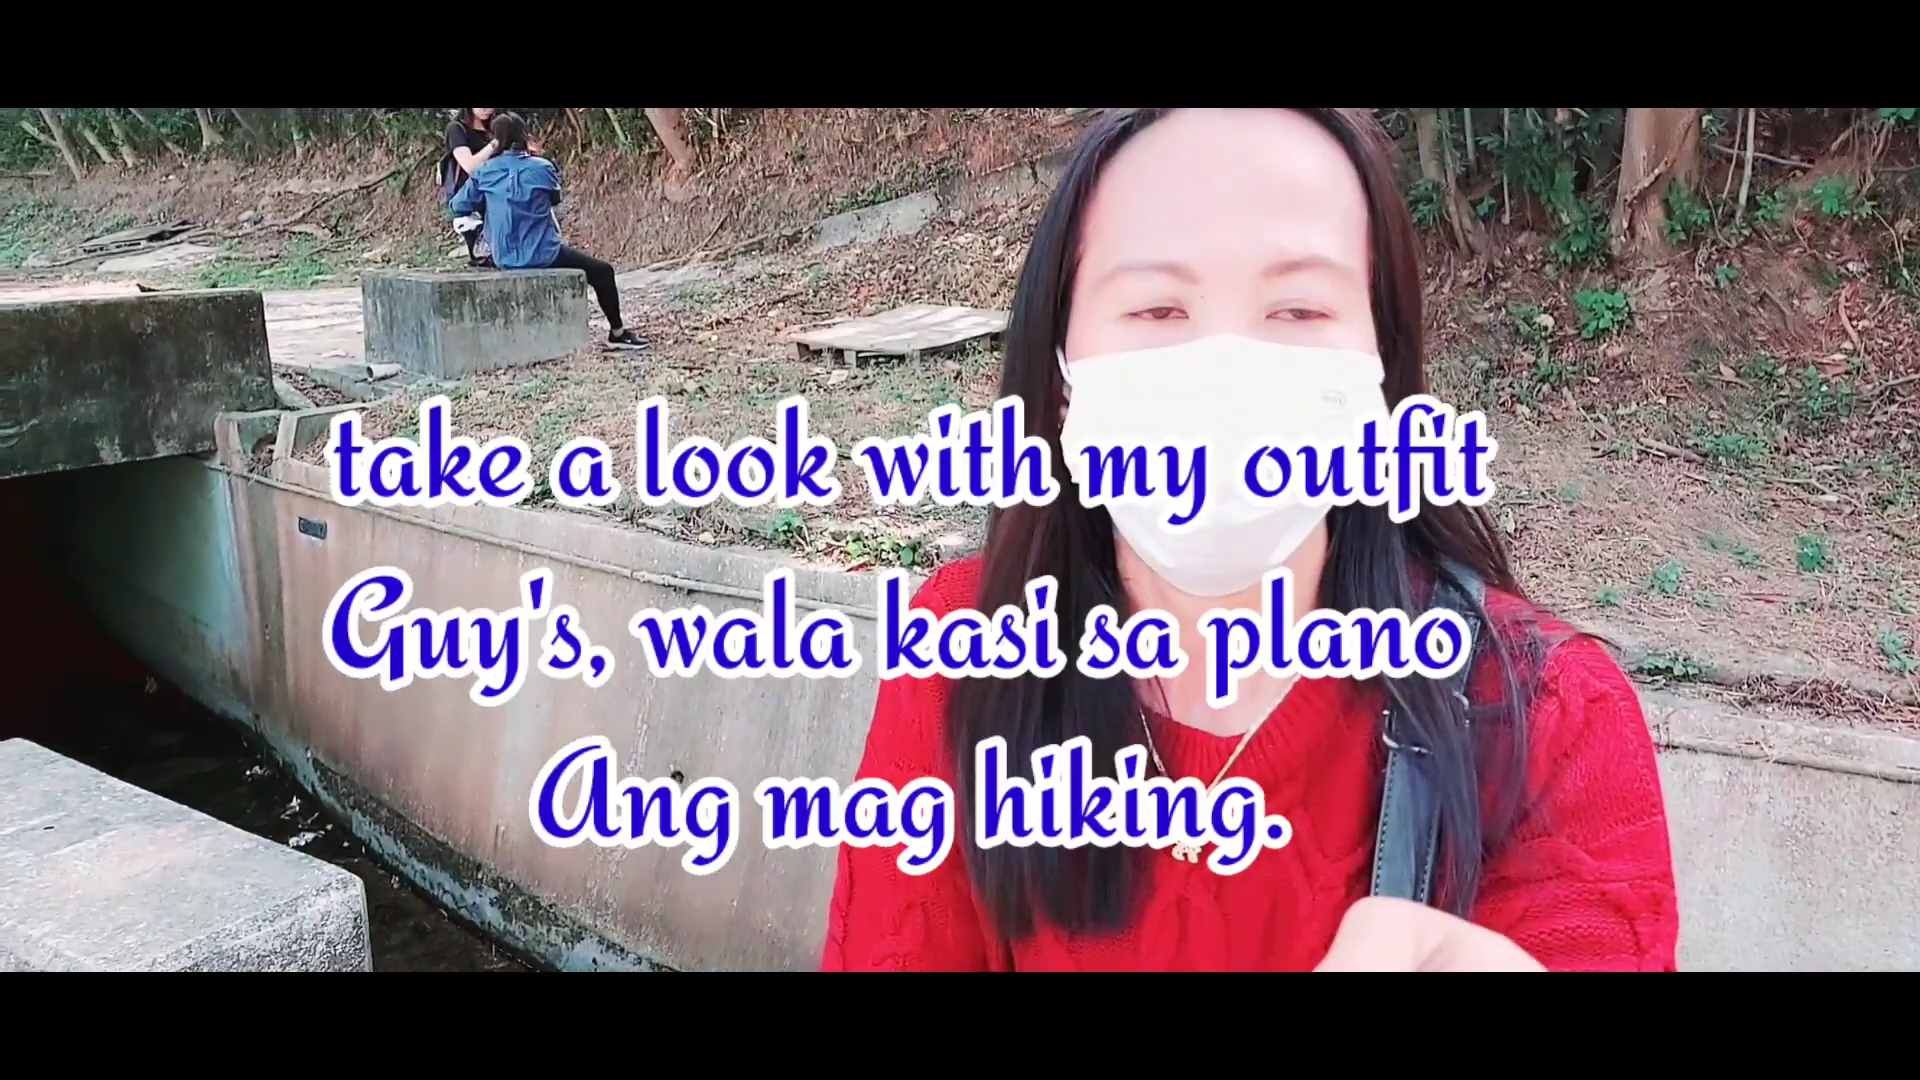 take a look with my outfit
Guy's, wala kasi sa plano
Ang mag hiking.